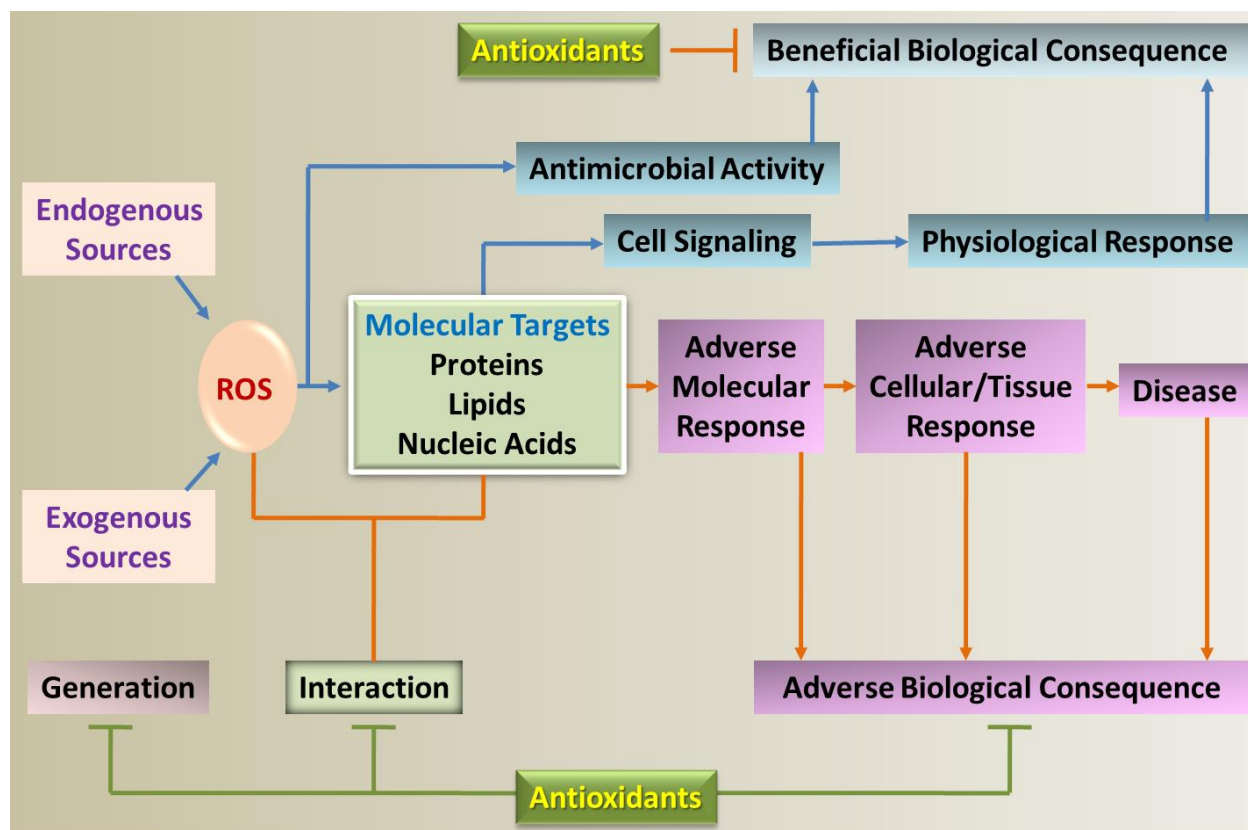 Antioxidants
Beneficial Biological Consequence
Antimicrobial Activity
Endogenous
Sources
Cell Signaling
Physiological Response
Molecular Targets
Proteins
Lipids
Nucleic Acids
ROS
Adverse
Molecular
Response
Adverse
Cellular/Tissue
Response
Disease
Exogenous
Sources
Generation
Interaction
Adverse Biological Consequence
Antioxidants